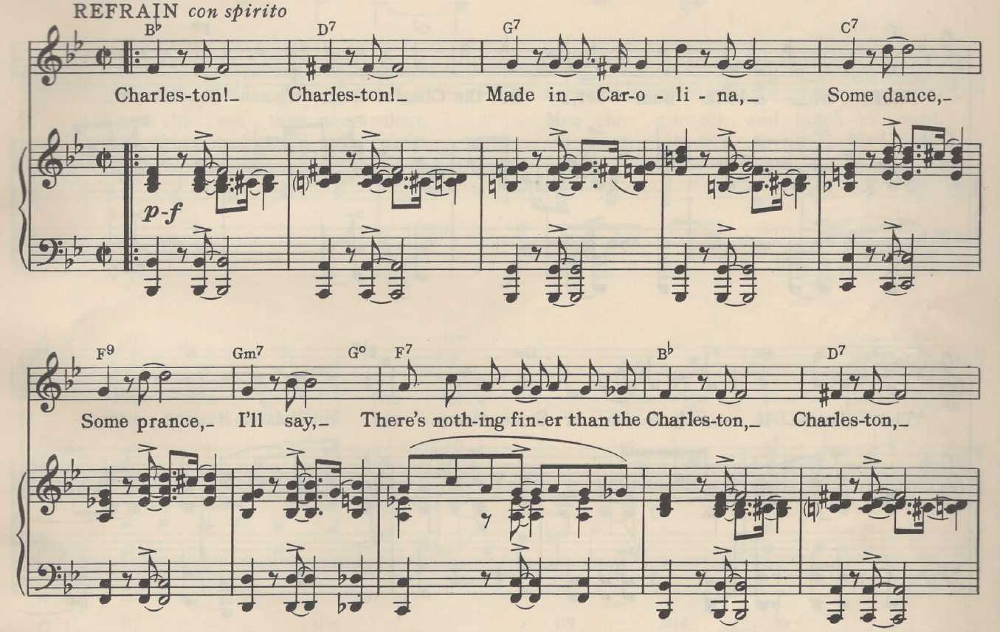 REFRAIN con spirito
B♭ D7 G7 C7
Charles-ton!_ Charles-ton!_ Made in_ Car-o-li-na,_ Some dance,_
p-f
F9 Gm7 G° F7 B♭ D7
Some prance,_ I'll say,_ There's noth-ing fin-er than the Charles-ton,_ Charles-ton,_